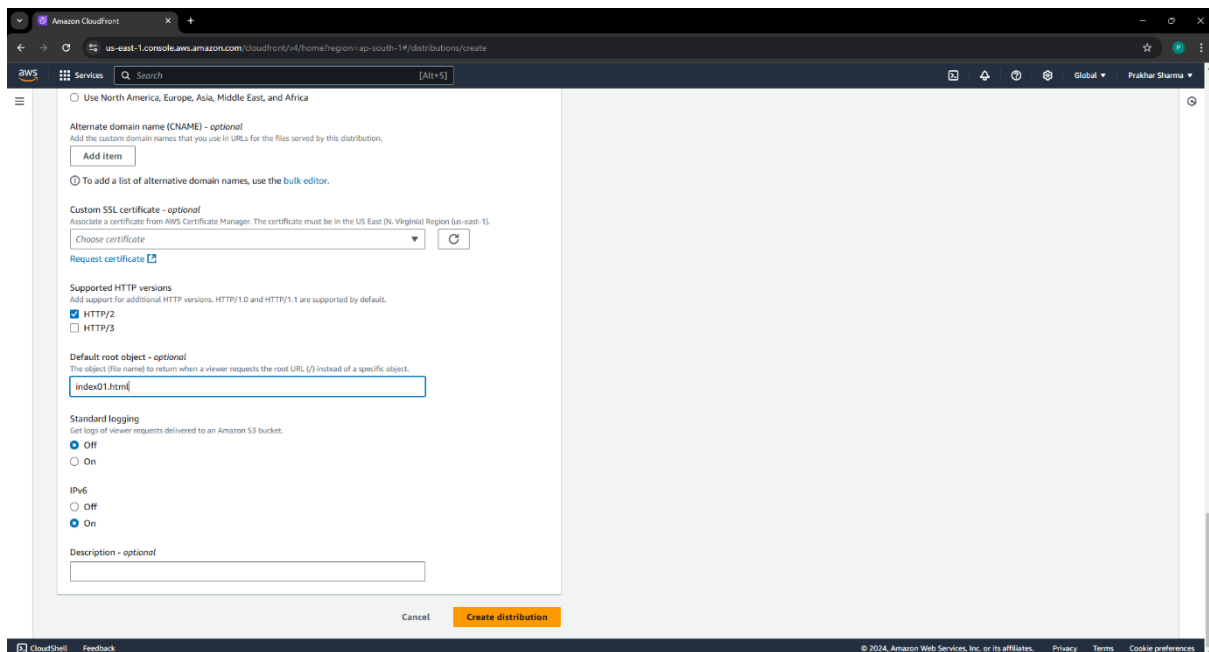 Amazon CloudFront
us-east-1.console.aws.amazon.com/cloudfront/v4/home?region=ap-south-1#/distributions/create
P
aws
Services
Search
[Alt+S]
Global
Prakhar Sharma
Use North America, Europe, Asia, Middle East, and Africa
Alternate domain name (CNAME) - optional
Add the custom domain names that you use in URLs for the files served by this distribution.
Add item
To add a list of alternative domain names, use the bulk editor.
Custom SSL certificate - optional
Associate a certificate from AWS Certificate Manager. The certificate must be in the US East (N. Virginia) Region (us-east-1).
Choose certificate
Request certificate
Supported HTTP versions
Add support for additional HTTP versions. HTTP/1.0 and HTTP/1.1 are supported by default.
HTTP/2
HTTP/3
Default root object - optional
The object (file name) to return when a viewer requests the root URL (/) instead of a specific object.
index01.html
Standard logging
Get logs of viewer requests delivered to an Amazon S3 bucket.
Off
On
IPv6
Off
On
Description - optional
Cancel
Create distribution
CloudShell
Feedback
© 2024, Amazon Web Services, Inc. or its affiliates.
Privacy
Terms
Cookie preferences